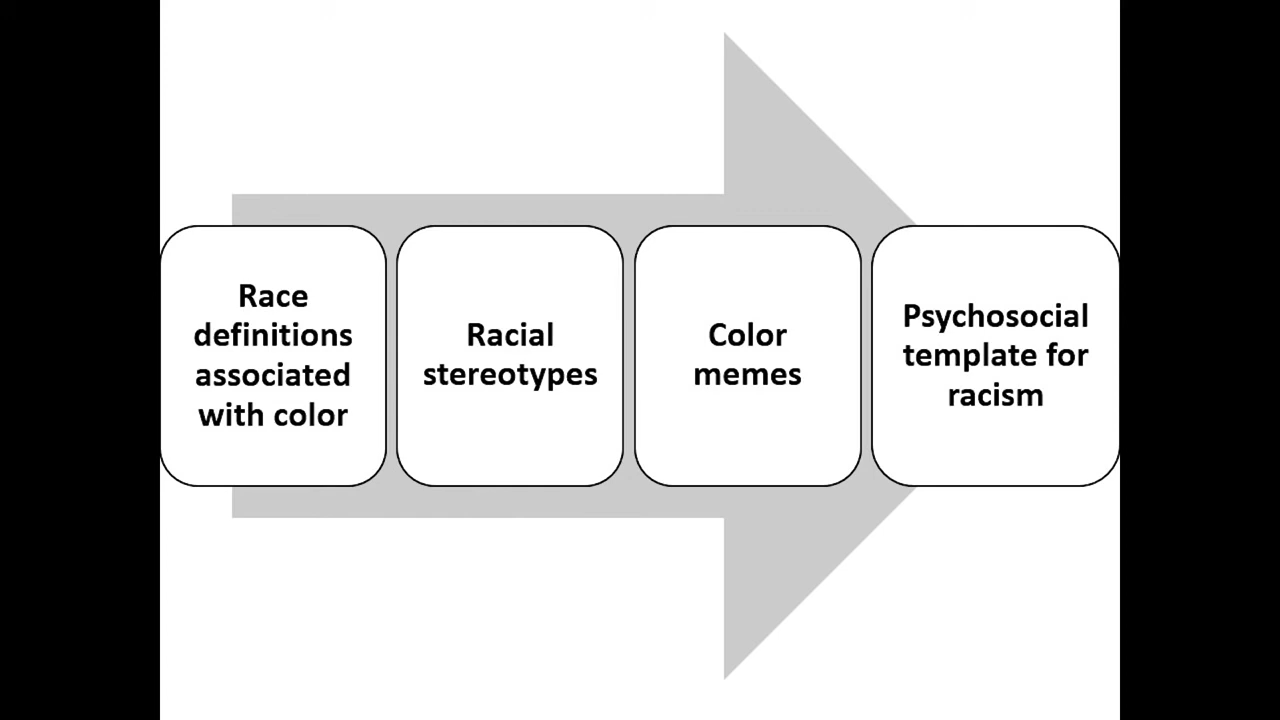 Race
definitions
associated
with color
Racial
stereotypes
Color
memes
Psychosocial
template for
racism